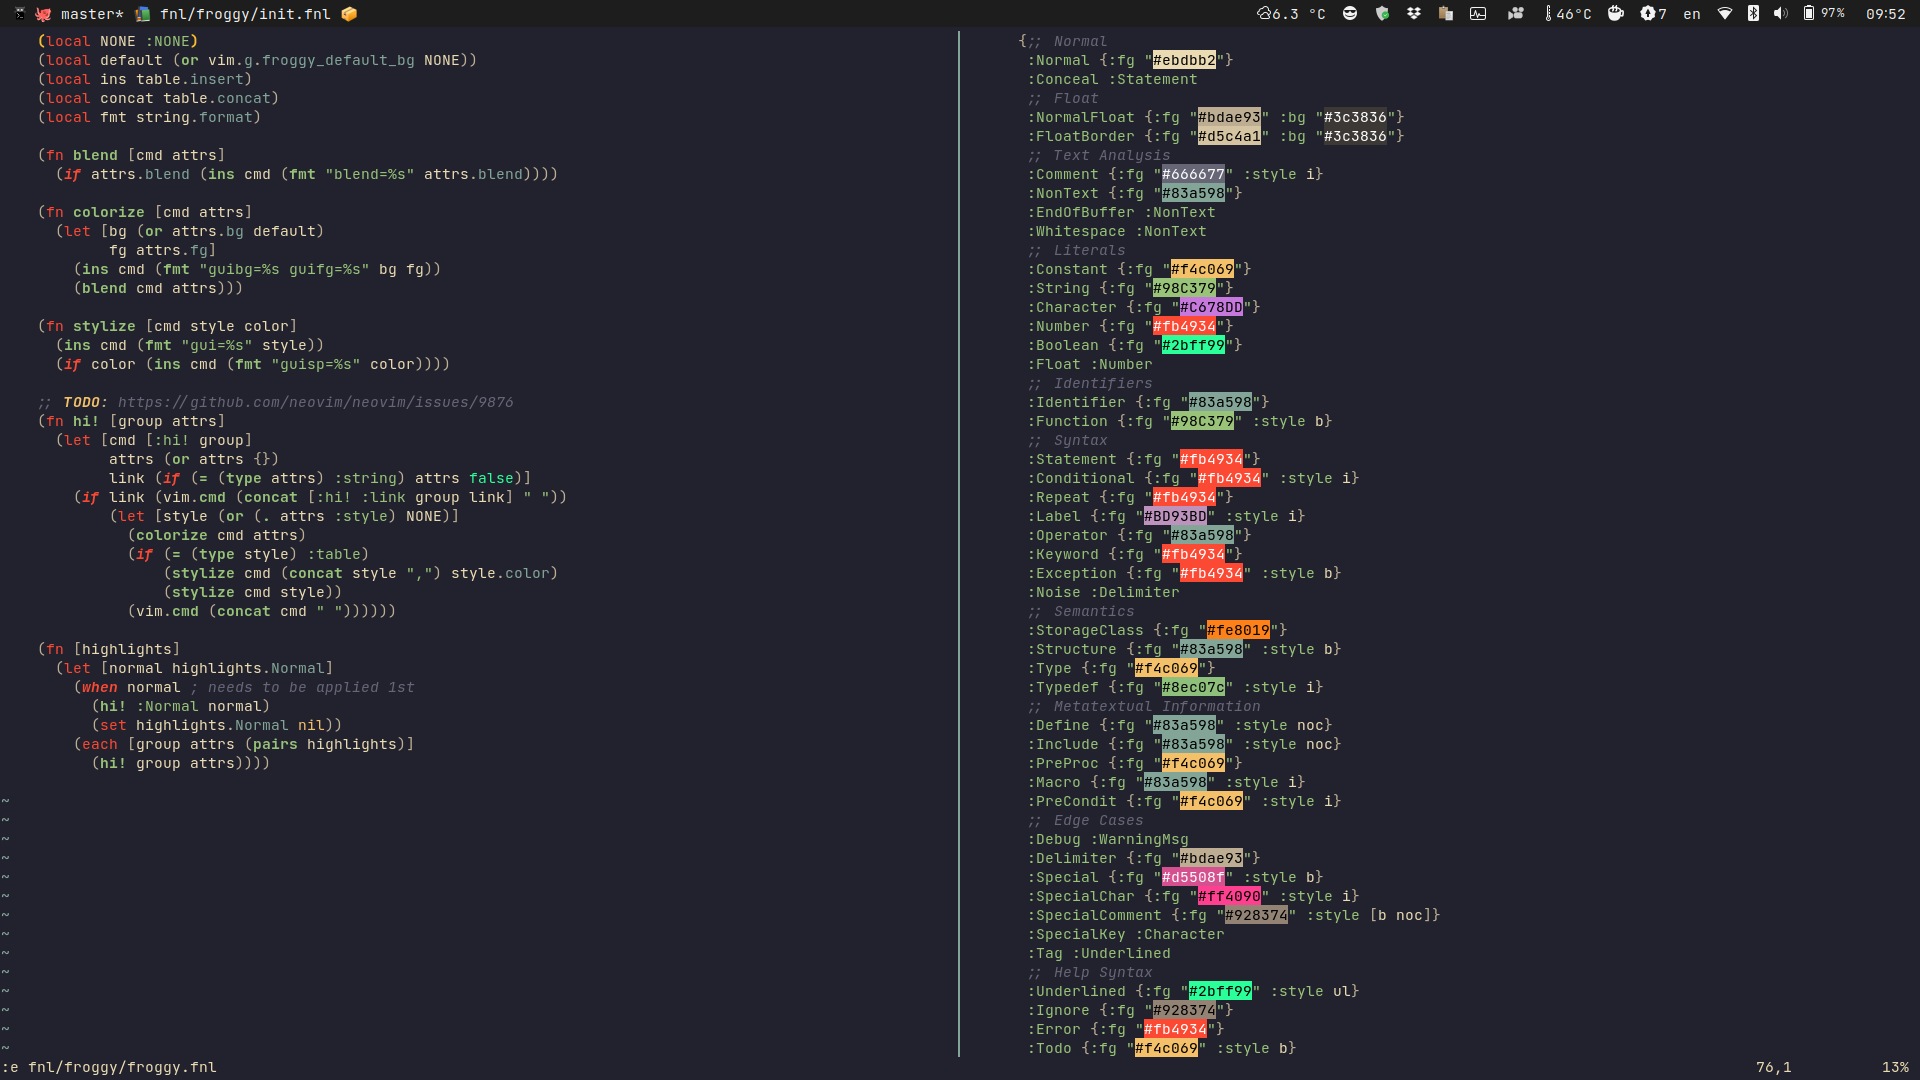 master* fnl/froggy/init.fnl 6.3 °C 46°C 7 en 97% 09:52
(local NONE :NONE)
(local default (or vim.g.froggy_default_bg NONE))
(local ins table.insert)
(local concat table.concat)
(local fmt string.format)
(fn blend [cmd attrs]
(if attrs.blend (ins cmd (fmt "blend=%s" attrs.blend))))
(fn colorize [cmd attrs]
(let [bg (or attrs.bg default)
fg attrs.fg]
(ins cmd (fmt "guibg=%s guifg=%s" bg fg))
(blend cmd attrs)))
(fn stylize [cmd style color]
(ins cmd (fmt "gui=%s" style))
(if color (ins cmd (fmt "guisp=%s" color))))
;; TODO: https://github.com/neovim/neovim/issues/9876
(fn hi! [group attrs]
(let [cmd [:hi! group]
attrs (or attrs {})
link (if (= (type attrs) :string) attrs false)]
(if link (vim.cmd (concat [:hi! :link group link] " "))
(let [style (or (. attrs :style) NONE)]
(colorize cmd attrs)
(if (= (type style) :table)
(stylize cmd (concat style ",") style.color)
(stylize cmd style))
(vim.cmd (concat cmd " "))))))
(fn [highlights]
(let [normal highlights.Normal]
(when normal ; needs to be applied 1st
(hi! :Normal normal)
(set highlights.Normal nil))
(each [group attrs (pairs highlights)]
(hi! group attrs))))
~
~
~
~
~
~
~
~
~
~
~
~
~
~
{;; Normal
:Normal {:fg "#ebdbb2"}
:Conceal :Statement
;; Float
:NormalFloat {:fg "#bdae93" :bg "#3c3836"}
:FloatBorder {:fg "#d5c4a1" :bg "#3c3836"}
;; Text Analysis
:Comment {:fg "#666677" :style i}
:NonText {:fg "#83a598"}
:EndOfBuffer :NonText
:Whitespace :NonText
;; Literals
:Constant {:fg "#f4c069"}
:String {:fg "#98C379"}
:Character {:fg "#C678DD"}
:Number {:fg "#fb4934"}
:Boolean {:fg "#2bff99"}
:Float :Number
;; Identifiers
:Identifier {:fg "#83a598"}
:Function {:fg "#98C379" :style b}
;; Syntax
:Statement {:fg "#fb4934"}
:Conditional {:fg "#fb4934" :style i}
:Repeat {:fg "#fb4934"}
:Label {:fg "#BD93BD" :style i}
:Operator {:fg "#83a598"}
:Keyword {:fg "#fb4934"}
:Exception {:fg "#fb4934" :style b}
:Noise :Delimiter
;; Semantics
:StorageClass {:fg "#fe8019"}
:Structure {:fg "#83a598" :style b}
:Type {:fg "#f4c069"}
:Typedef {:fg "#8ec07c" :style i}
;; Metatextual Information
:Define {:fg "#83a598" :style noc}
:Include {:fg "#83a598" :style noc}
:PreProc {:fg "#f4c069"}
:Macro {:fg "#83a598" :style i}
:PreCondit {:fg "#f4c069" :style i}
;; Edge Cases
:Debug :WarningMsg
:Delimiter {:fg "#bdae93"}
:Special {:fg "#d5508f" :style b}
:SpecialChar {:fg "#ff4090" :style i}
:SpecialComment {:fg "#928374" :style [b noc]}
:SpecialKey :Character
:Tag :Underlined
;; Help Syntax
:Underlined {:fg "#2bff99" :style ul}
:Ignore {:fg "#928374"}
:Error {:fg "#fb4934"}
:Todo {:fg "#f4c069" :style b}
:e fnl/froggy/froggy.fnl 76,1 13%